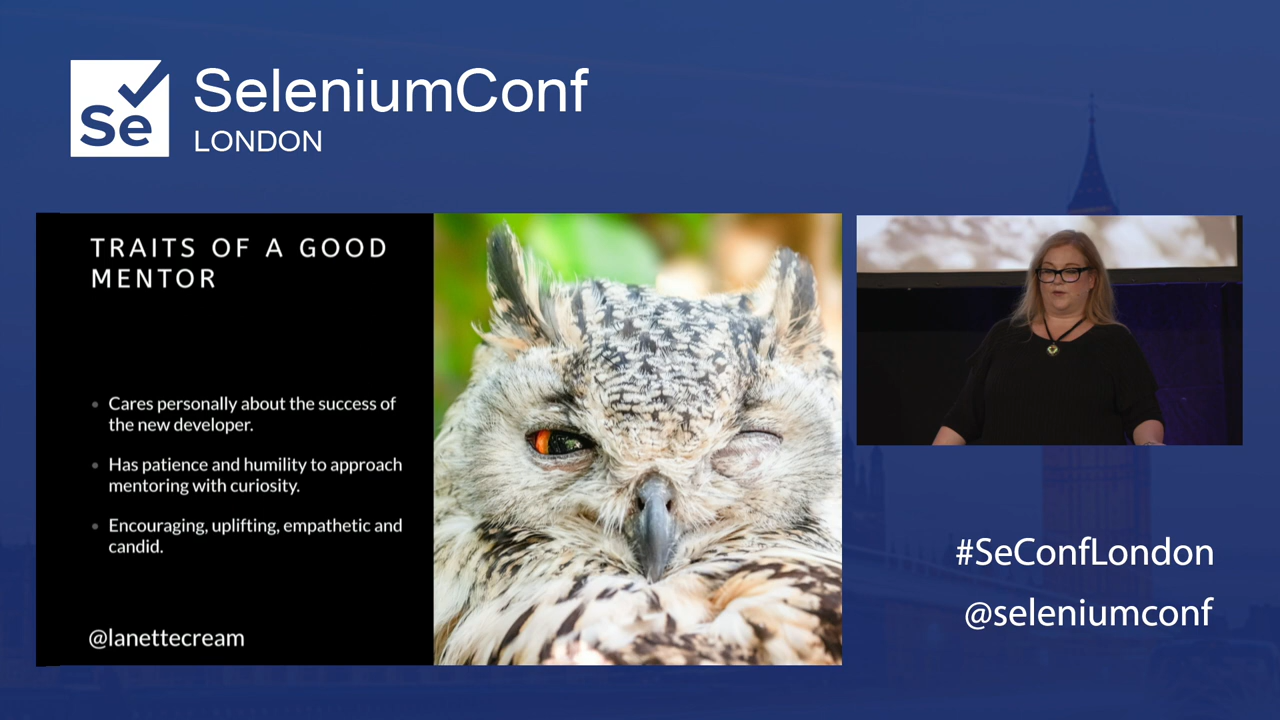 Se
SeleniumConf
LONDON
TRAITS OF A GOOD
MENTOR
• Cares personally about the success of
the new developer.
• Has patience and humility to approach
mentoring with curiosity.
• Encouraging, uplifting, empathetic and
candid.
@lanettecream
#SeConfLondon
@seleniumconf